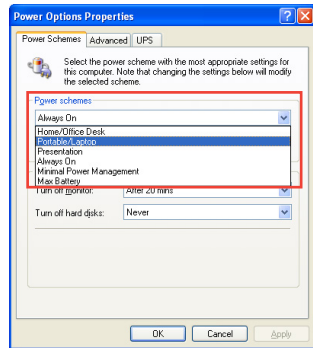 Power Options Properties
Power Schemes Advanced UPS
Select the power scheme with the most appropriate settings for
this computer. Note that changing the settings below will modify
the selected scheme.
Power schemes
Always On
Home/Office Desk
Portable/Laptop
Presentation
Always On
Minimal Power Management
Max Battery
Turn off monitor: After 20 mins
Turn off hard disks: Never
OK Cancel Apply